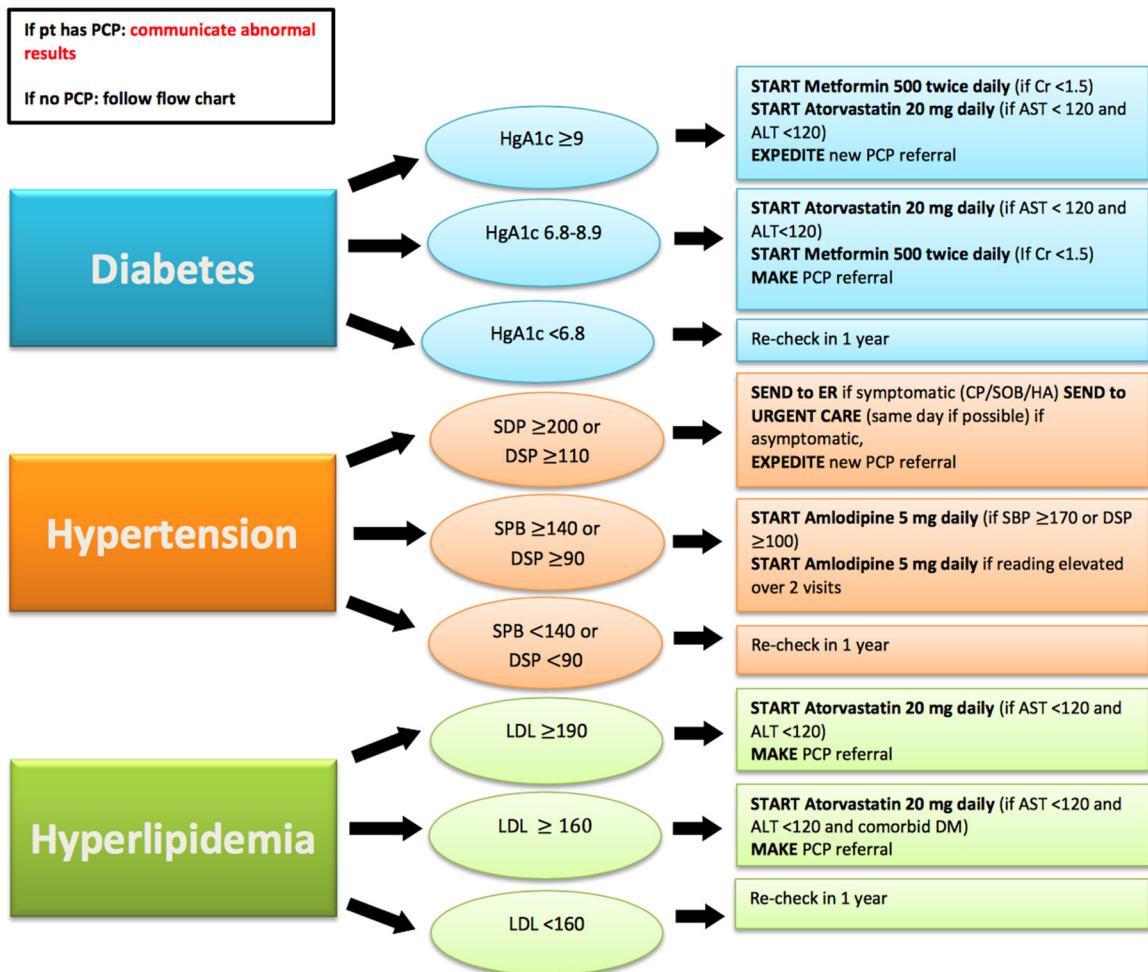 If pt has PCP: communicate abnormal
results
If no PCP: follow flow chart
Diabetes
HgA1c ≥9
START Metformin 500 twice daily (if Cr <1.5)
START Atorvastatin 20 mg daily (if AST < 120 and
ALT <120)
EXPEDITE new PCP referral
HgA1c 6.8-8.9
START Atorvastatin 20 mg daily (if AST < 120 and
ALT<120)
START Metformin 500 twice daily (If Cr <1.5)
MAKE PCP referral
HgA1c <6.8
Re-check in 1 year
Hypertension
SDP ≥200 or
DSP ≥110
SEND to ER if symptomatic (CP/SOB/HA) SEND to
URGENT CARE (same day if possible) if
asymptomatic,
EXPEDITE new PCP referral
SPB ≥140 or
DSP ≥90
START Amlodipine 5 mg daily (if SBP ≥170 or DSP
≥100)
START Amlodipine 5 mg daily if reading elevated
over 2 visits
SPB <140 or
DSP <90
Re-check in 1 year
Hyperlipidemia
LDL ≥190
START Atorvastatin 20 mg daily (if AST <120 and
ALT <120)
MAKE PCP referral
LDL ≥ 160
START Atorvastatin 20 mg daily (if AST <120 and
ALT <120 and comorbid DM)
MAKE PCP referral
LDL <160
Re-check in 1 year